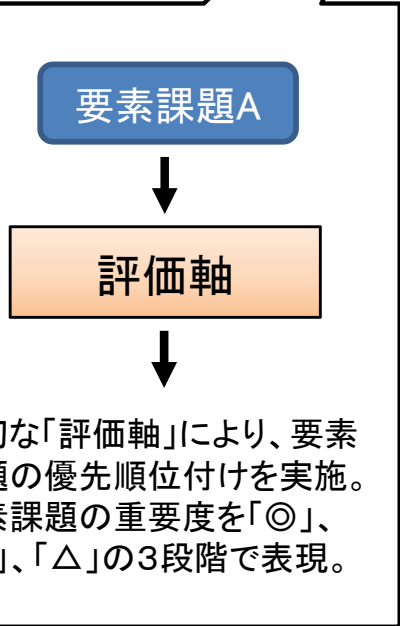 要素課題A
評価軸
な「評価軸」により、要素
題の優先順位付けを実施。
課題の重要度を「◎」、
」、「△」の3段階で表現。